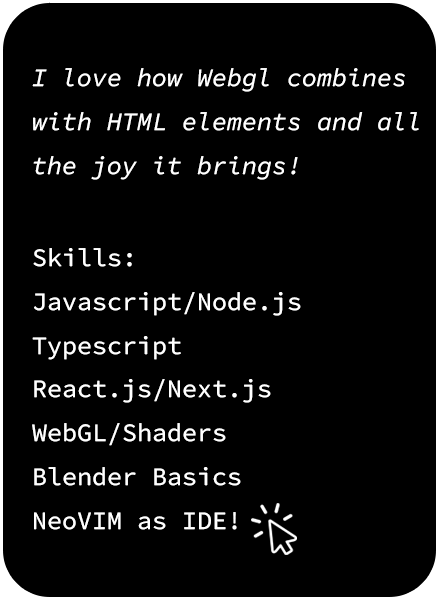 I love how Webgl combines
with HTML elements and all
the joy it brings!
Skills:
Javascript/Node.js
Typescript
React.js/Next.js
WebGL/Shaders
Blender Basics
NeoVIM as IDE!